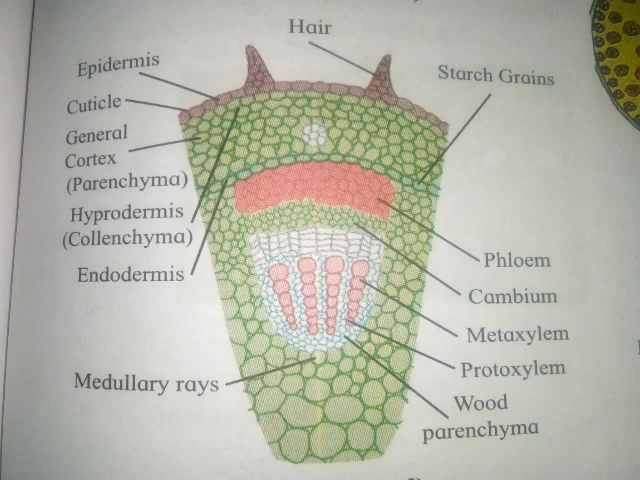 Hair
Epidermis
Starch Grains
Cuticle
General
Cortex
(Parenchyma)
Hyprodermis
(Collenchyma)
Endodermis
Phloem
Cambium
Metaxylem
Protoxylem
Medullary rays
Wood
parenchyma